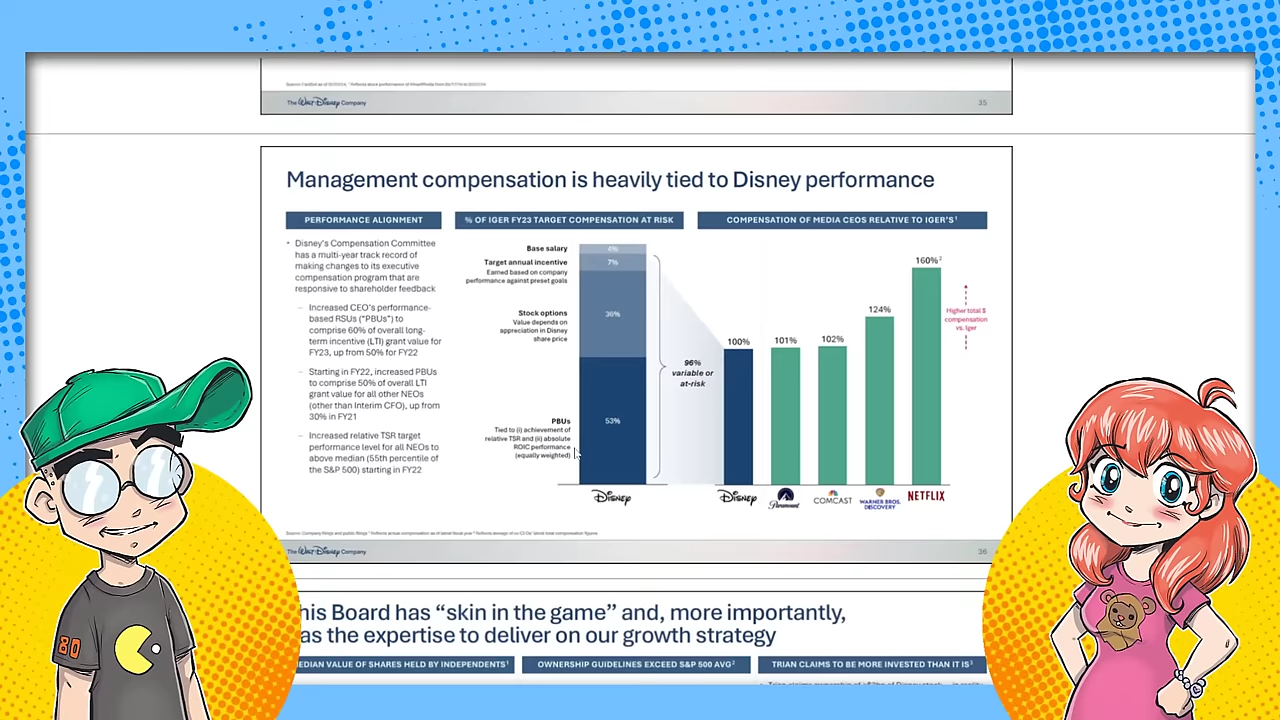 The Walt Disney Company
35
Management compensation is heavily tied to Disney performance
PERFORMANCE ALIGNMENT
• Disney's Compensation Committee
has a multi-year track record of
making changes to its executive
compensation program that are
responsive to shareholder feedback
– Increased CEO's performance-
based RSUs ("PBUs") to
comprise 60% of overall long-
term incentive (LTI) grant value for
FY23, up from 50% for FY22
– Starting in FY22, increased PBUs
to comprise 50% of overall LTI
grant value for all other NEOs
(other than Interim CFO), up from
30% in FY21
– Increased relative TSR target
performance level for all NEOs to
above median (55th percentile of
the S&P 500) starting in FY22
% OF IGER FY23 TARGET COMPENSATION AT RISK
Base salary
4%
Target annual incentive
7%
Earned based on company
performance against preset goals
Stock options
36%
Value depends on
appreciation in Disney
share price
PBUs
53%
Tied to (i) achievement of
relative TSR and (ii) absolute
ROIC performance
(equally weighted)
96%
variable or
at-risk
Disney
COMPENSATION OF MEDIA CEOS RELATIVE TO IGER'S¹
100%
101%
102%
124%
160%²
Higher total $
compensation
vs. Iger
Disney
Paramount
COMCAST
WARNER BROS.
DISCOVERY
NETFLIX
The Walt Disney Company
36
his Board has "skin in the game" and, more importantly,
as the expertise to deliver on our growth strategy
EDIAN VALUE OF SHARES HELD BY INDEPENDENTS¹
OWNERSHIP GUIDELINES EXCEED S&P 500 AVG²
TRIAN CLAIMS TO BE MORE INVESTED THAN IT IS³
80